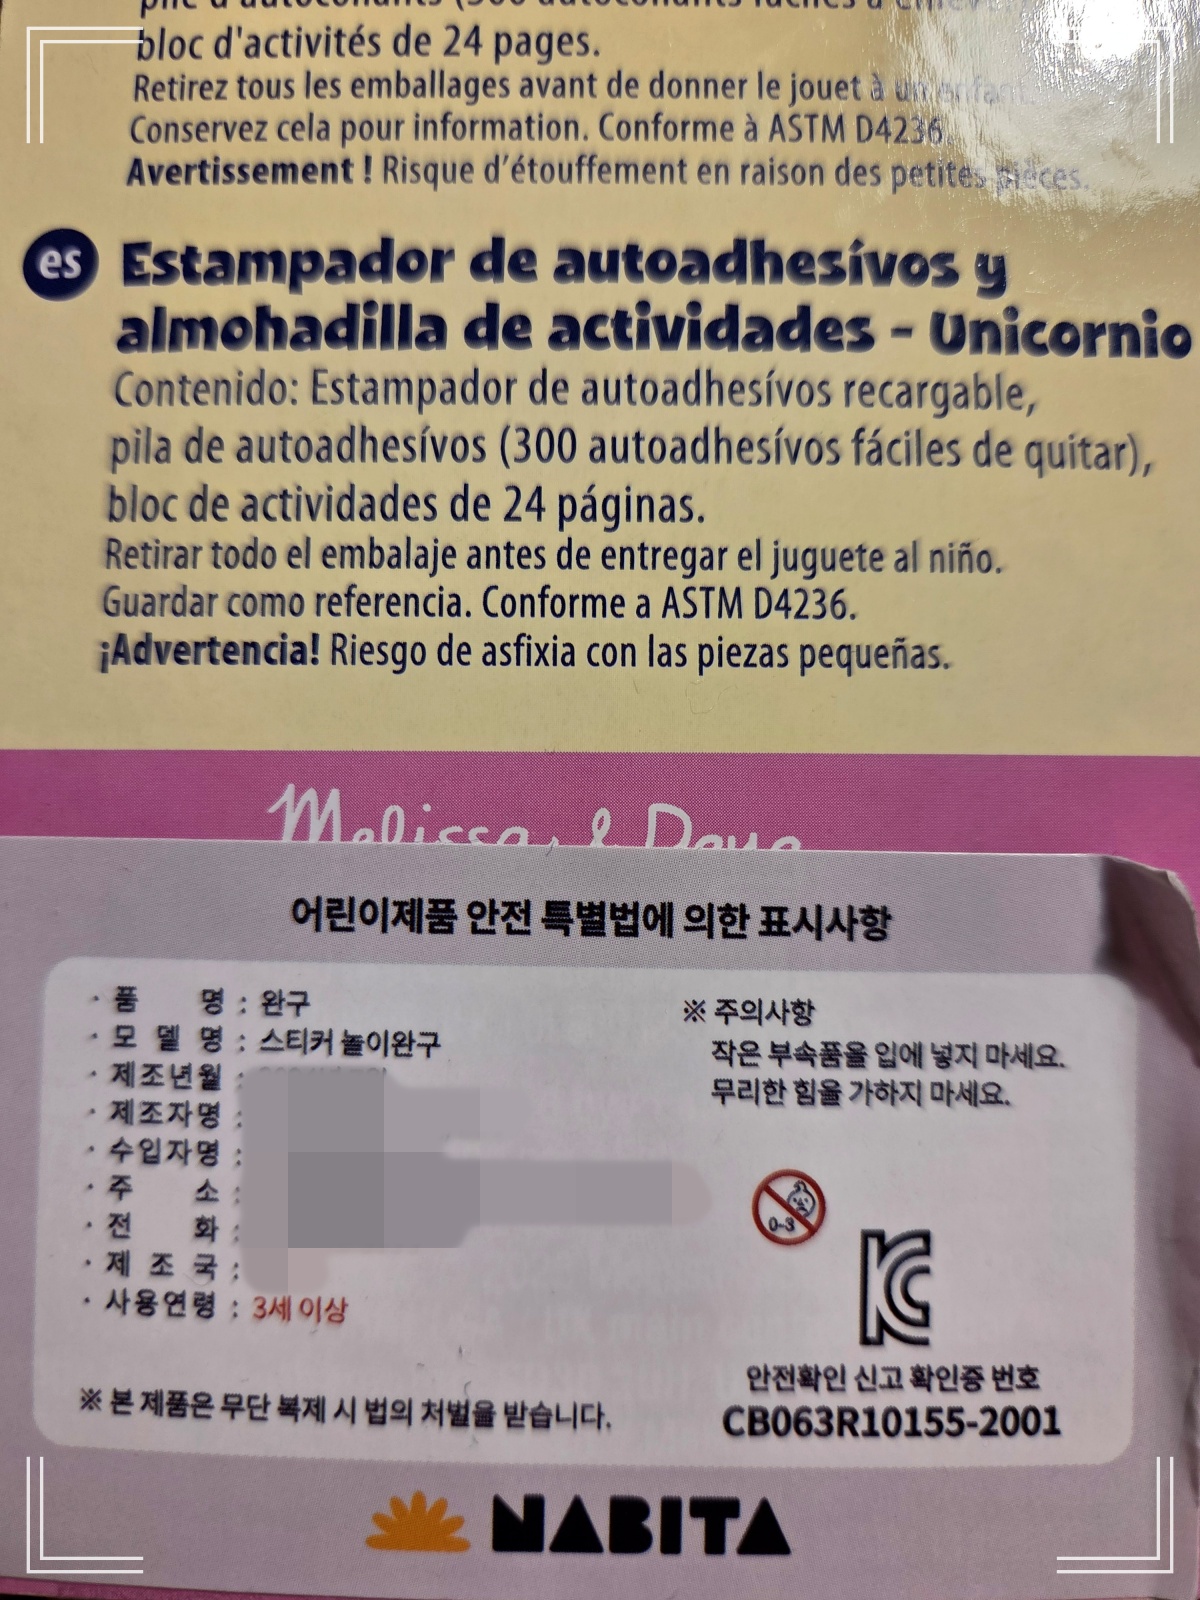 bloc d'activités de 24 pages.
Retirez tous les emballages avant de donner le jouet à un enfant.
Conservez cela pour information. Conforme à ASTM D4236.
Avertissement ! Risque d'étouffement en raison des petites pièces.
es Estampador de autoadhesívos y
almohadilla de actividades - Unicornio
Contenido: Estampador de autoadhesívos recargable,
pila de autoadhesívos (300 autoadhesívos fáciles de quitar),
bloc de actividades de 24 páginas.
Retirar todo el embalaje antes de entregar el juguete al niño.
Guardar como referencia. Conforme a ASTM D4236.
¡Advertencia! Riesgo de asfixia con las piezas pequeñas.
Melissa & Doug
어린이제품 안전 특별법에 의한 표시사항
· 품 명 : 완구
· 모 델 명 : 스티커 놀이완구
· 제조년월 :
· 제조자명 :
· 수입자명 :
· 주 소 :
· 전 화 :
· 제 조 국 :
· 사용연령 : 3세 이상
※ 본 제품은 무단 복제 시 법의 처벌을 받습니다.
※ 주의사항
작은 부속품을 입에 넣지 마세요.
무리한 힘을 가하지 마세요.
0-3
KC
안전확인 신고 확인증 번호
CB063R10155-2001
NABITA